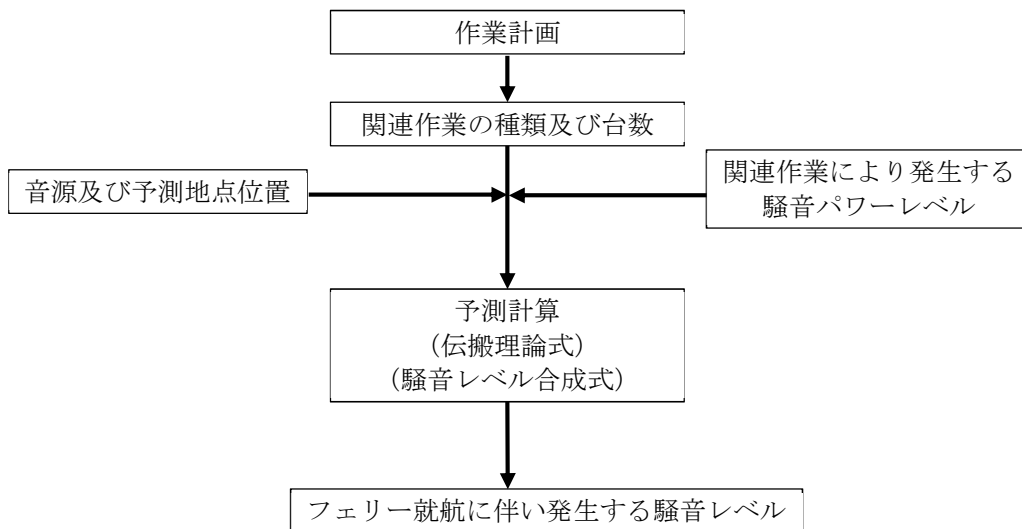 作業計画
関連作業の種類及び台数
音源及び予測地点位置
関連作業により発生する
騒音パワーレベル
予測計算
（伝搬理論式）
（騒音レベル合成式）
フェリー就航に伴い発生する騒音レベル